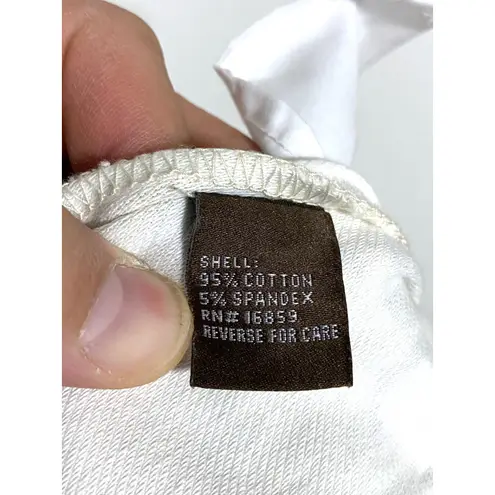 SHELL:
95% COTTON
5% SPANDEX
RN# 16859
REVERSE FOR CARE